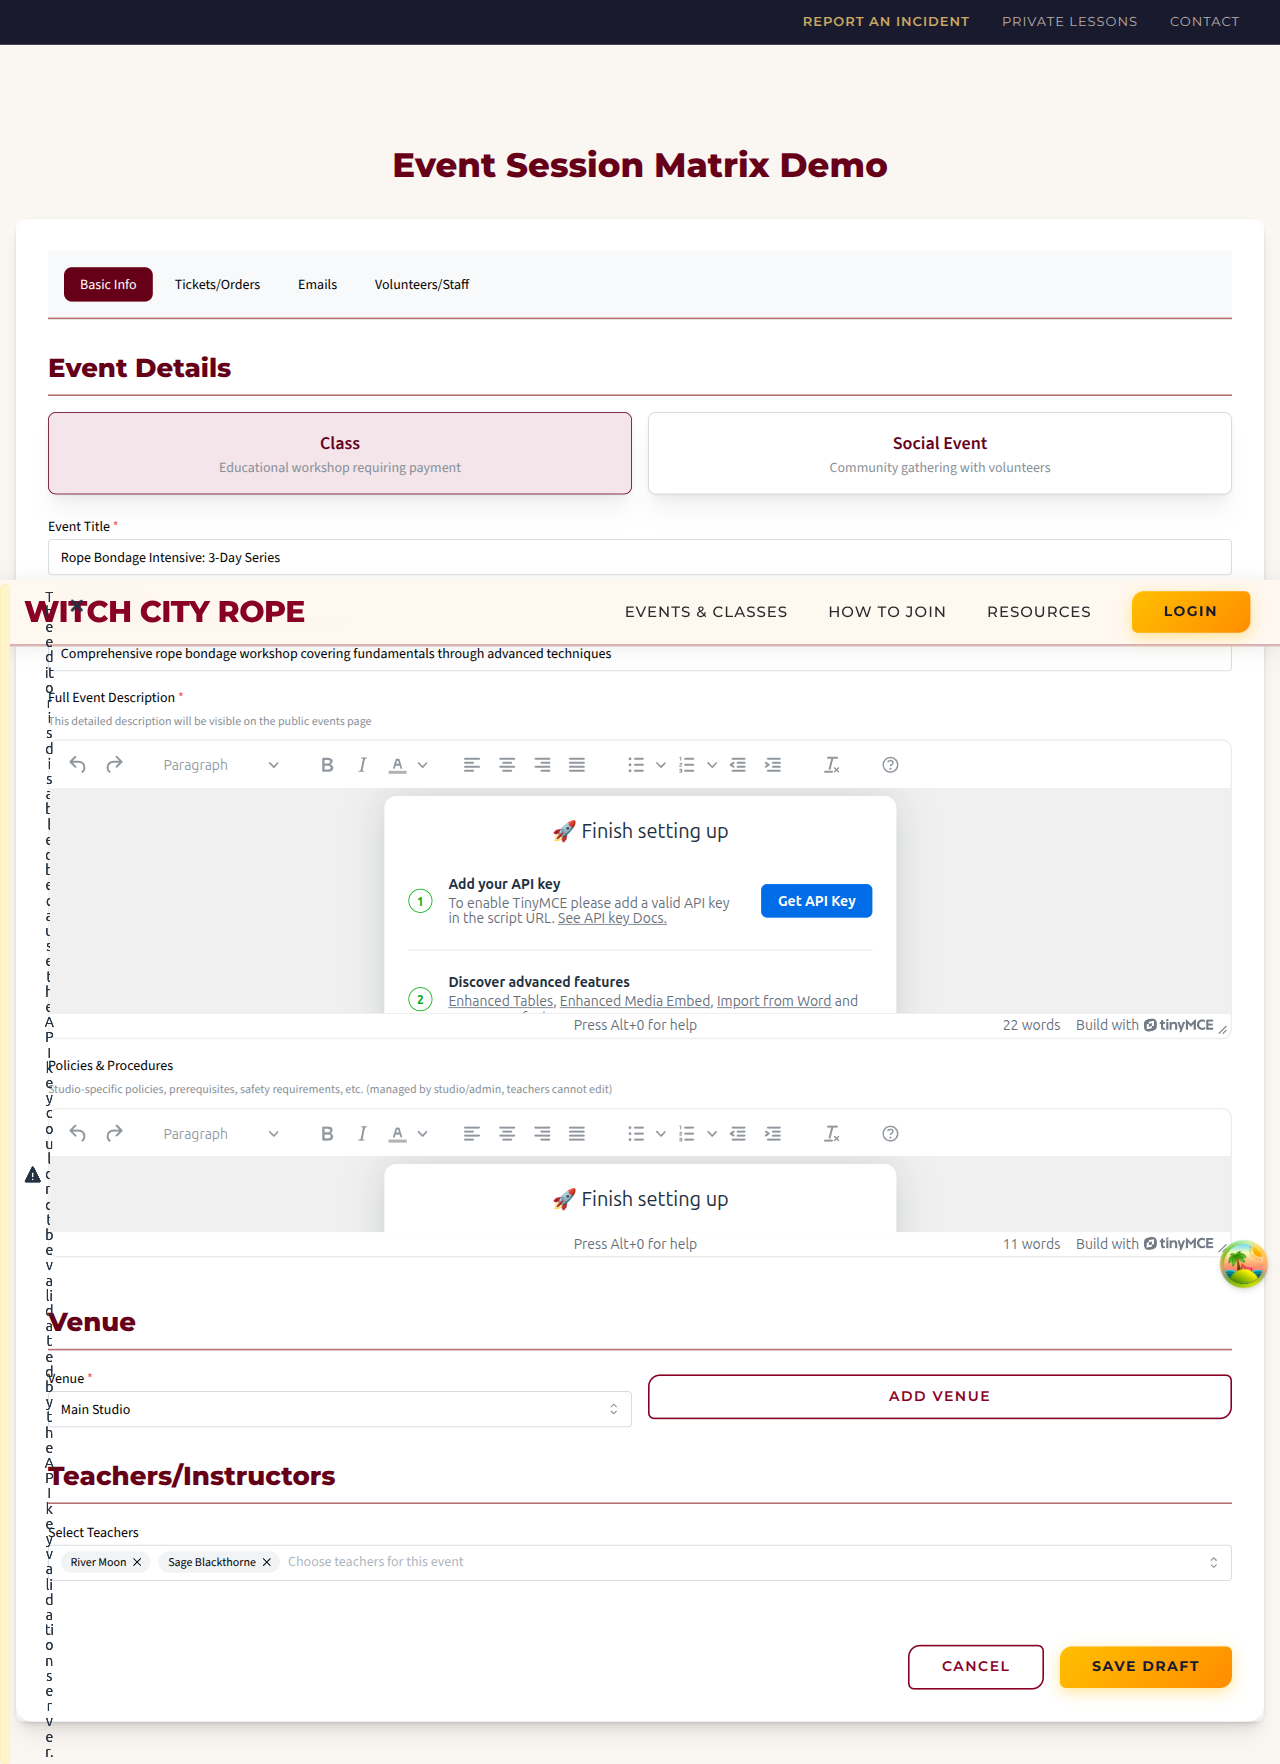 REPORT AN INCIDENT PRIVATE LESSONS CONTACT
Event Session Matrix Demo
Basic Info Tickets/Orders Emails Volunteers/Staff
Event Details
Class
Educational workshop requiring payment
Social Event
Community gathering with volunteers
Event Title *
Rope Bondage Intensive: 3-Day Series
WITCH CITY ROPE EVENTS & CLASSES HOW TO JOIN RESOURCES LOGIN
Comprehensive rope bondage workshop covering fundamentals through advanced techniques
Full Event Description *
This detailed description will be visible on the public events page
Paragraph
🚀 Finish setting up
1
Add your API key
To enable TinyMCE please add a valid API key
in the script URL. See API key Docs.
Get API Key
2
Discover advanced features
Enhanced Tables, Enhanced Media Embed, Import from Word and
Press Alt+0 for help 22 words Build with tinyMCE
Policies & Procedures
Studio-specific policies, prerequisites, safety requirements, etc. (managed by studio/admin, teachers cannot edit)
Paragraph
🚀 Finish setting up
Press Alt+0 for help 11 words Build with tinyMCE
Venue
Venue *
Main Studio
ADD VENUE
Teachers/Instructors
Select Teachers
River Moon Sage Blackthorne Choose teachers for this event
CANCEL SAVE DRAFT
The editor is disabled because the API key could not be validated by the API key validation server.